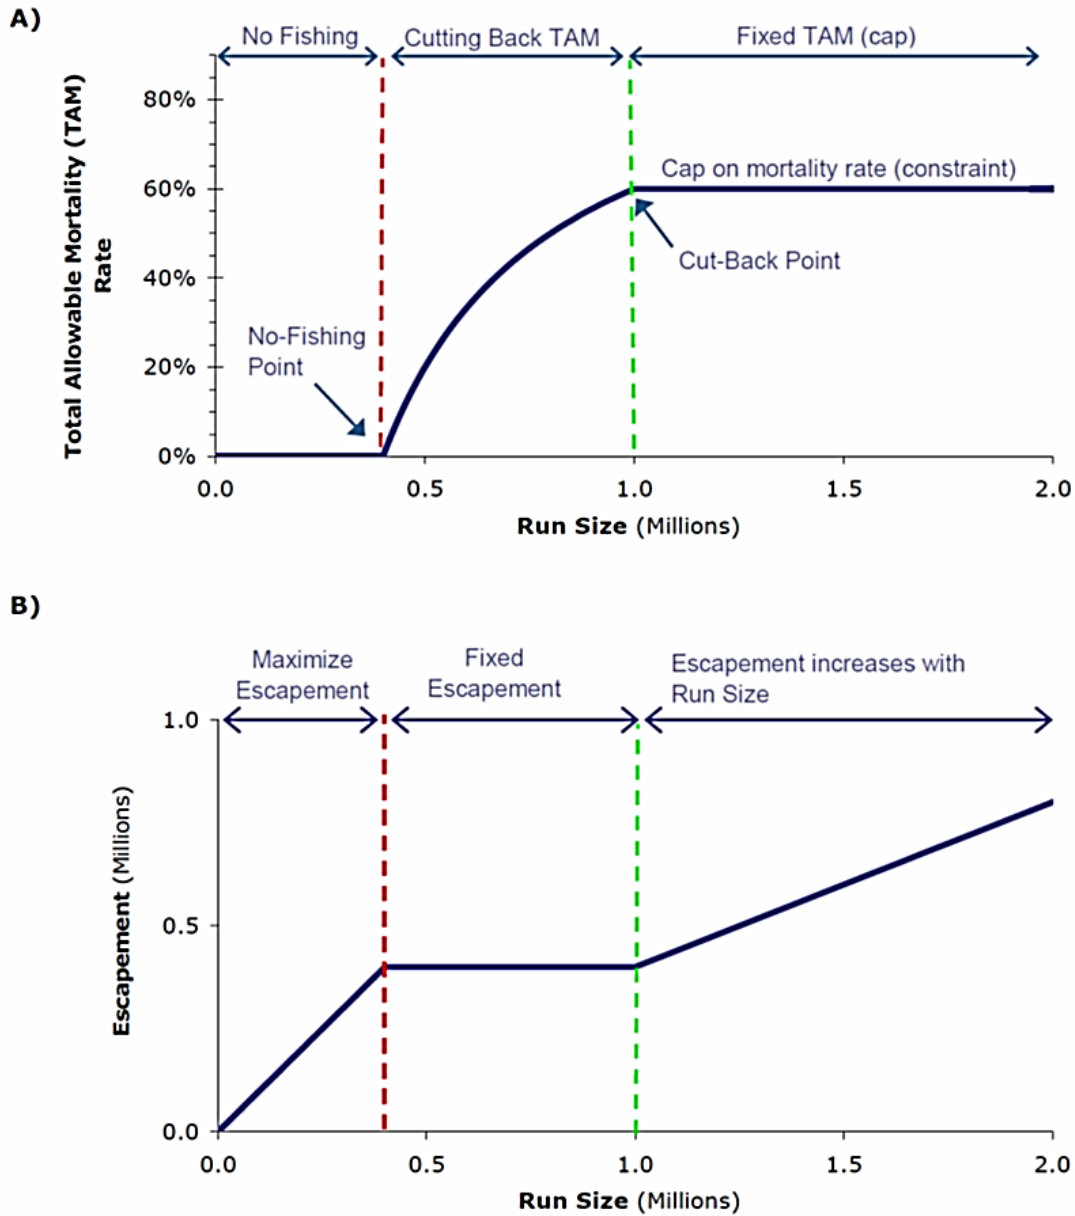 A)
No Fishing
Cutting Back TAM
Fixed TAM (cap)
Total Allowable Mortality (TAM)
Rate
80%
60%
40%
20%
0%
Cap on mortality rate (constraint)
Cut-Back Point
No-Fishing
Point
0.0
0.5
1.0
1.5
2.0
Run Size (Millions)
B)
Maximize
Escapement
Fixed
Escapement
Escapement increases with
Run Size
Escapement (Millions)
1.0
0.5
0.0
0.0
0.5
1.0
1.5
2.0
Run Size (Millions)